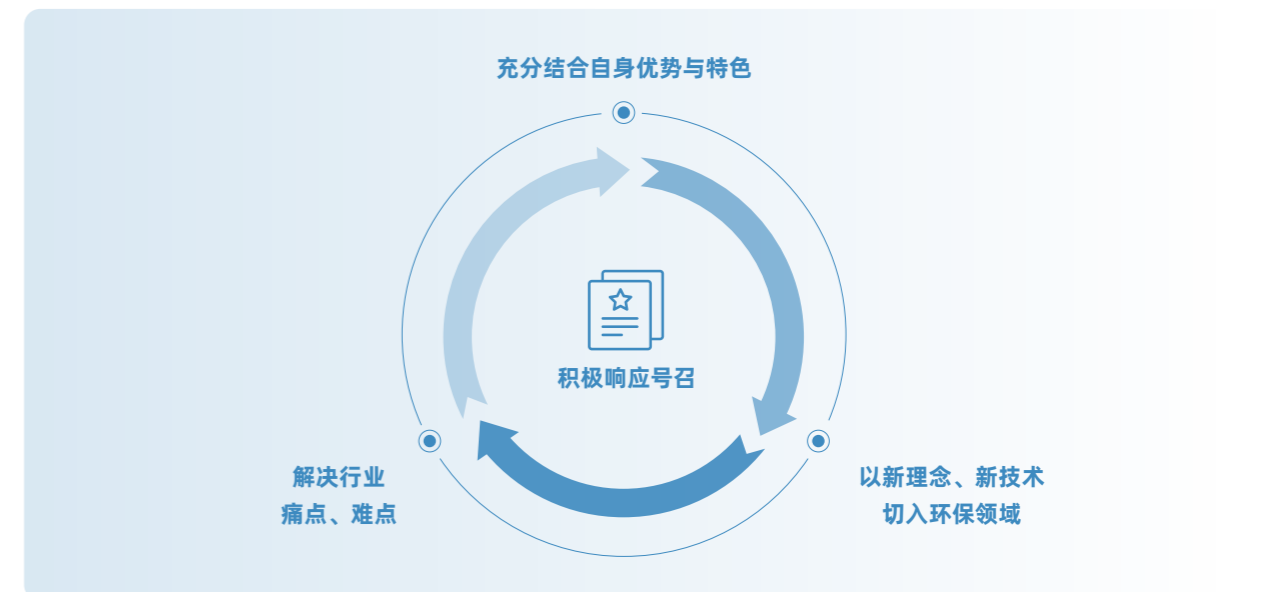 充分结合自身优势与特色
积极响应号召
解决行业
痛点、难点
以新理念、新技术
切入环保领域